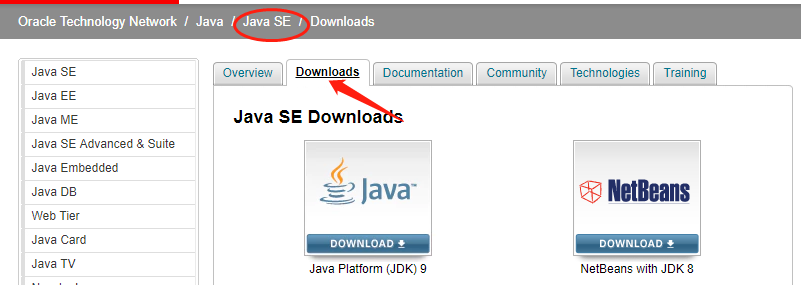 Oracle Technology Network / Java / Java SE / Downloads
Java SE
Java EE
Java ME
Java SE Advanced & Suite
Java Embedded
Java DB
Web Tier
Java Card
Java TV
Overview
Downloads
Documentation
Community
Technologies
Training
Java SE Downloads
Java™
DOWNLOAD
Java Platform (JDK) 9
NetBeans
DOWNLOAD
NetBeans with JDK 8